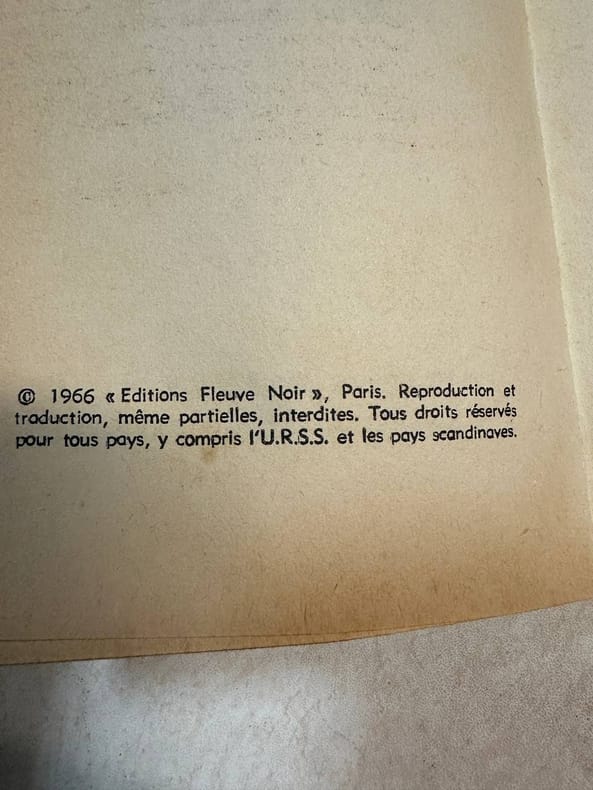 © 1966 « Editions Fleuve Noir », Paris. Reproduction et
traduction, même partielles, interdites. Tous droits réservés
pour tous pays, y compris l'U.R.S.S. et les pays scandinaves.